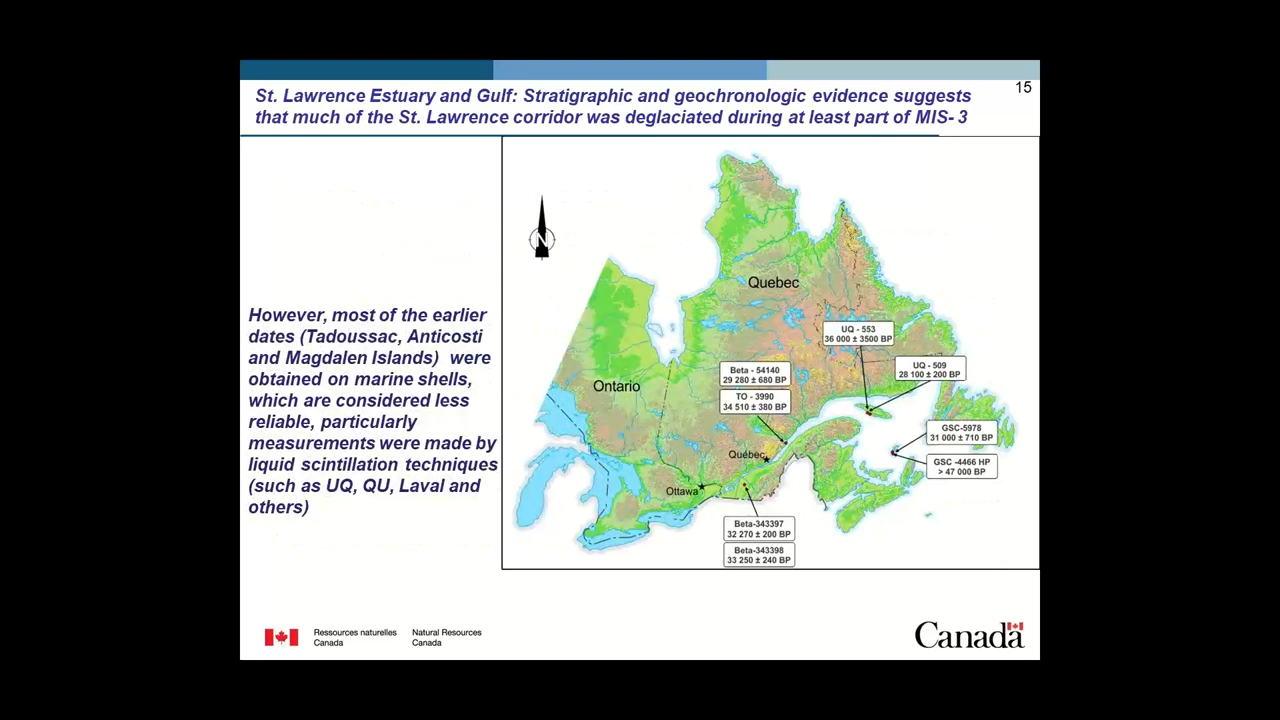 15
St. Lawrence Estuary and Gulf: Stratigraphic and geochronologic evidence suggests
that much of the St. Lawrence corridor was deglaciated during at least part of MIS- 3
However, most of the earlier
dates (Tadoussac, Anticosti
and Magdalen Islands) were
obtained on marine shells,
which are considered less
reliable, particularly
measurements were made by
liquid scintillation techniques
(such as UQ, QU, Laval and
others)
N
Quebec
UQ - 553
36 000 ± 3500 BP
UQ - 509
28 100 ± 200 BP
Beta - 54140
29 280 ± 680 BP
Ontario
TO - 3990
34 510 ± 380 BP
GSC-5978
31 000 ± 710 BP
Québec
GSC -4466 HP
> 47 000 BP
Ottawa
Beta-343397
32 270 ± 200 BP
Beta-343398
33 250 ± 240 BP
Ressources naturelles
Canada
Natural Resources
Canada
Canada